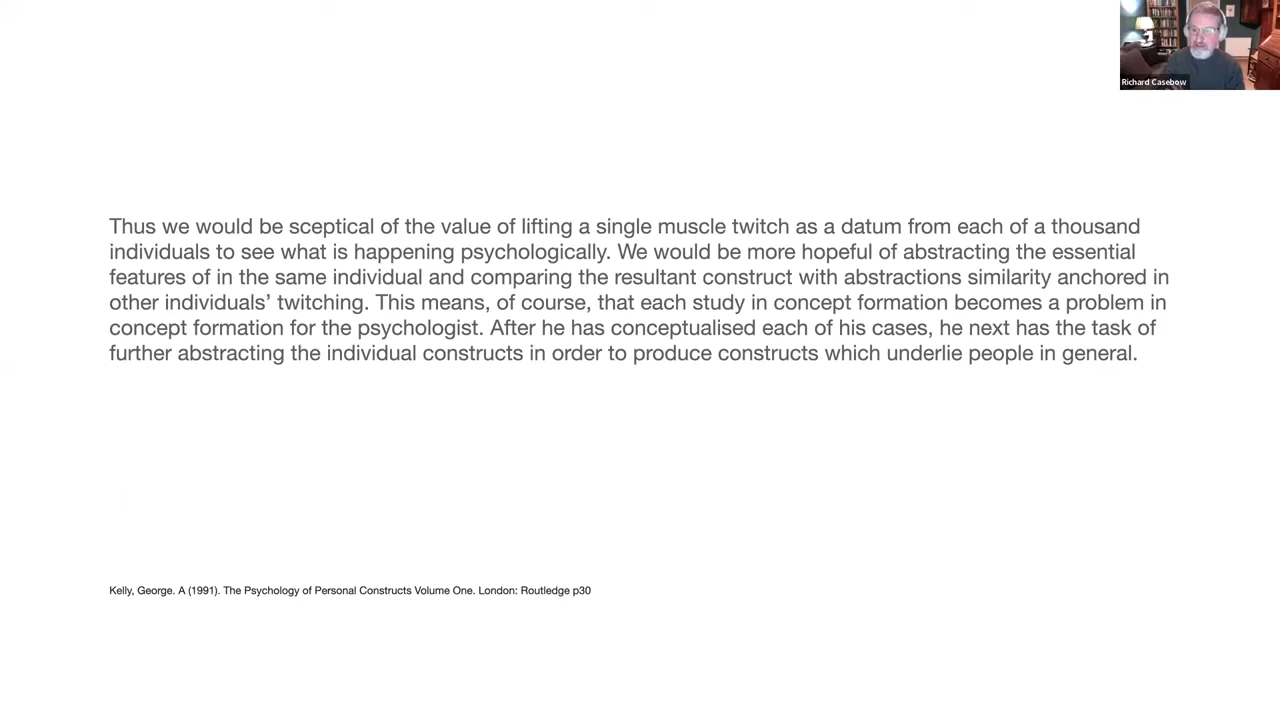 Richard Casebow
Thus we would be sceptical of the value of lifting a single muscle twitch as a datum from each of a thousand
individuals to see what is happening psychologically. We would be more hopeful of abstracting the essential
features of in the same individual and comparing the resultant construct with abstractions similarity anchored in
other individuals’ twitching. This means, of course, that each study in concept formation becomes a problem in
concept formation for the psychologist. After he has conceptualised each of his cases, he next has the task of
further abstracting the individual constructs in order to produce constructs which underlie people in general.
Kelly, George. A (1991). The Psychology of Personal Constructs Volume One. London: Routledge p30